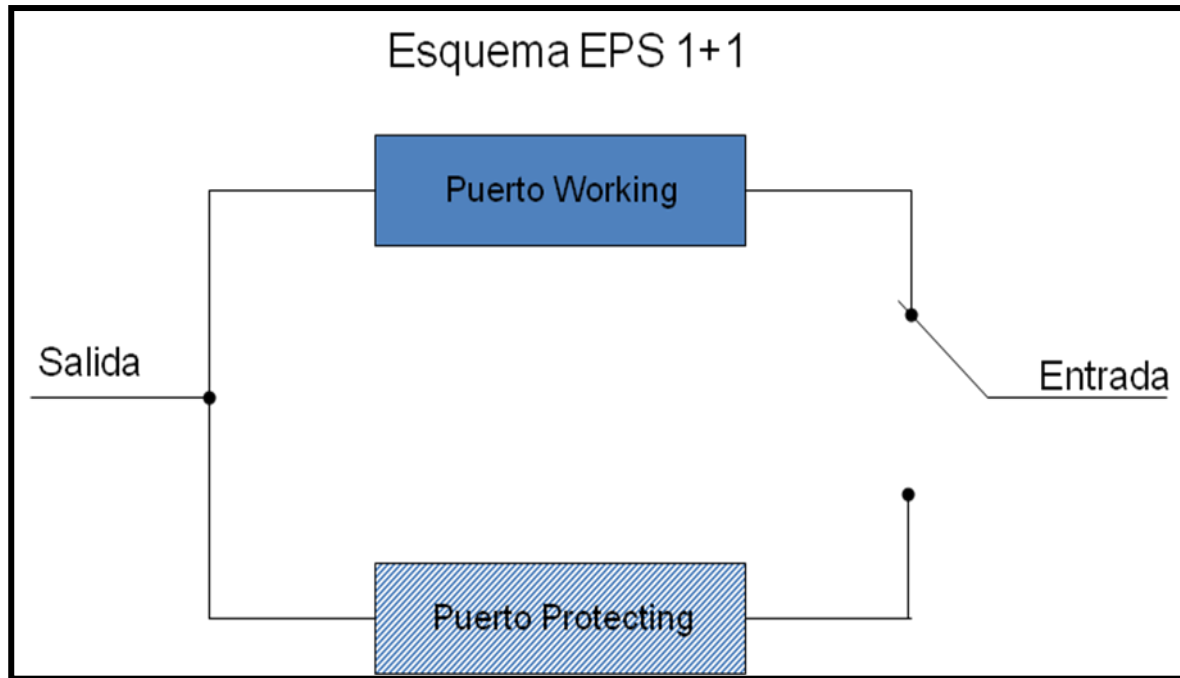 Esquema EPS 1+1
Puerto Working
Salida
Entrada
Puerto Protecting